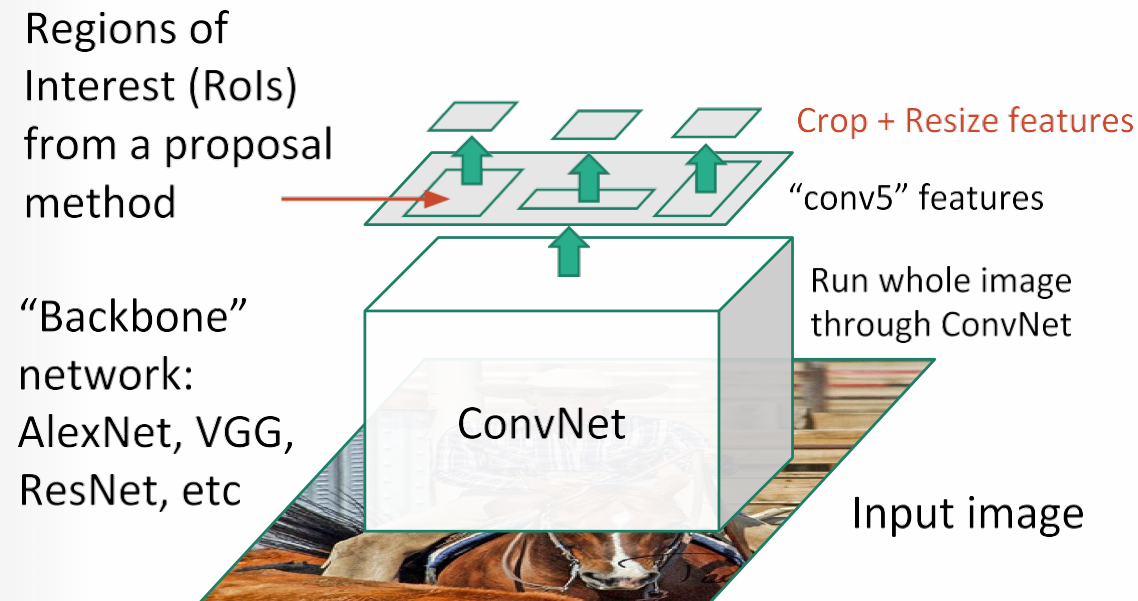 Regions of
Interest (RoIs)
from a proposal
method
Crop + Resize features
“conv5” features
“Backbone”
network:
AlexNet, VGG,
ResNet, etc
Run whole image
through ConvNet
ConvNet
Input image